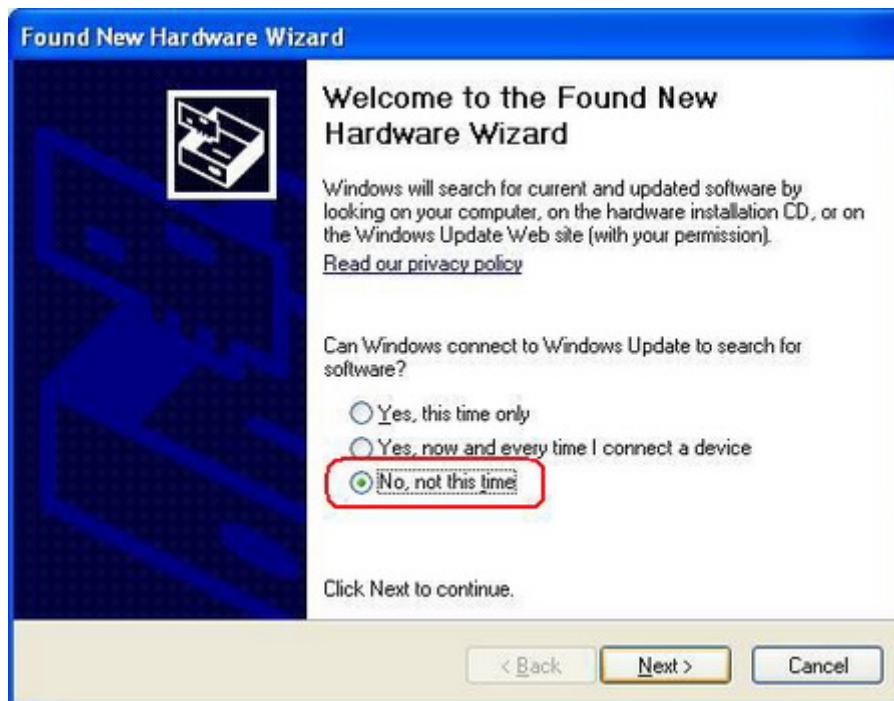 Found New Hardware Wizard
Welcome to the Found New
Hardware Wizard
Windows will search for current and updated software by
looking on your computer, on the hardware installation CD, or on
the Windows Update Web site (with your permission).
Read our privacy policy
Can Windows connect to Windows Update to search for
software?
Yes, this time only
Yes, now and every time I connect a device
No, not this time
Click Next to continue.
< Back
Next >
Cancel